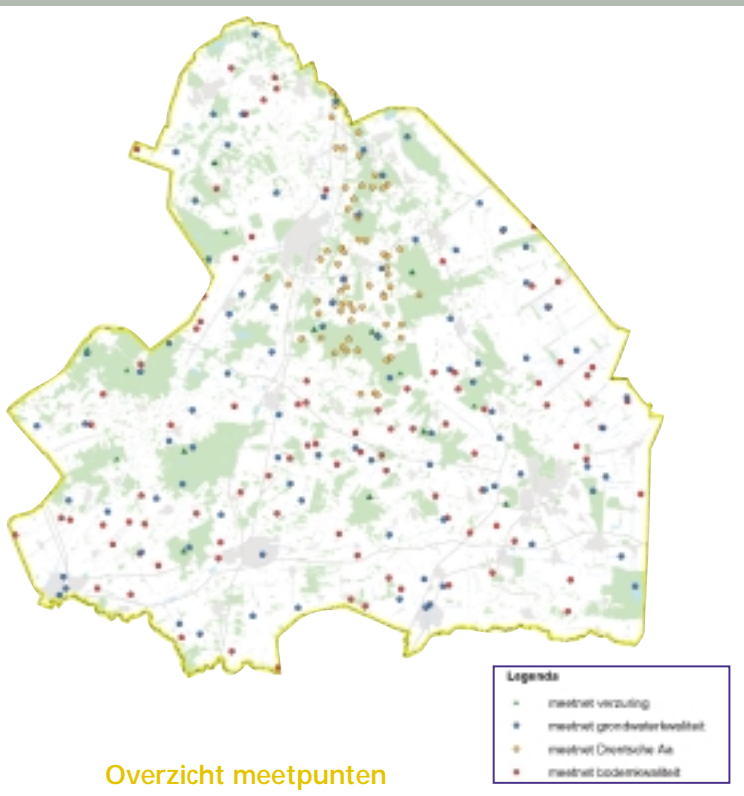 Legenda
meetnet verzuring
meetnet grondwaterkwaliteit
meetnet Drentsche Aa
meetnet bodemkwaliteit
Overzicht meetpunten